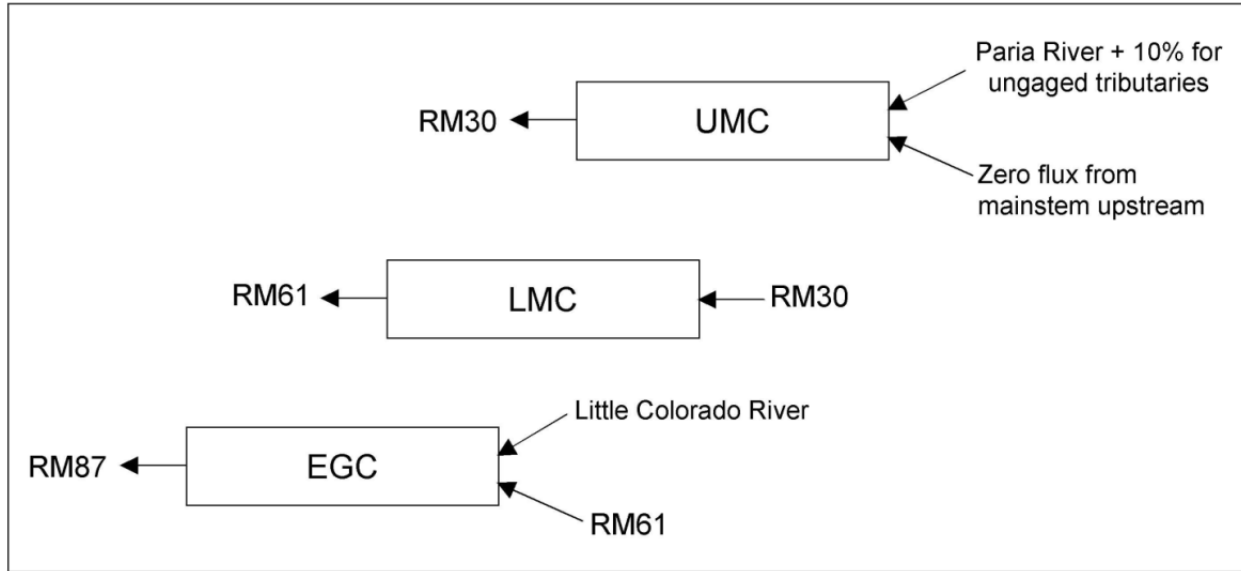 Paria River + 10% for
ungaged tributaries
RM30
UMC
Zero flux from
mainstem upstream
RM61
LMC
RM30
Little Colorado River
RM87
EGC
RM61